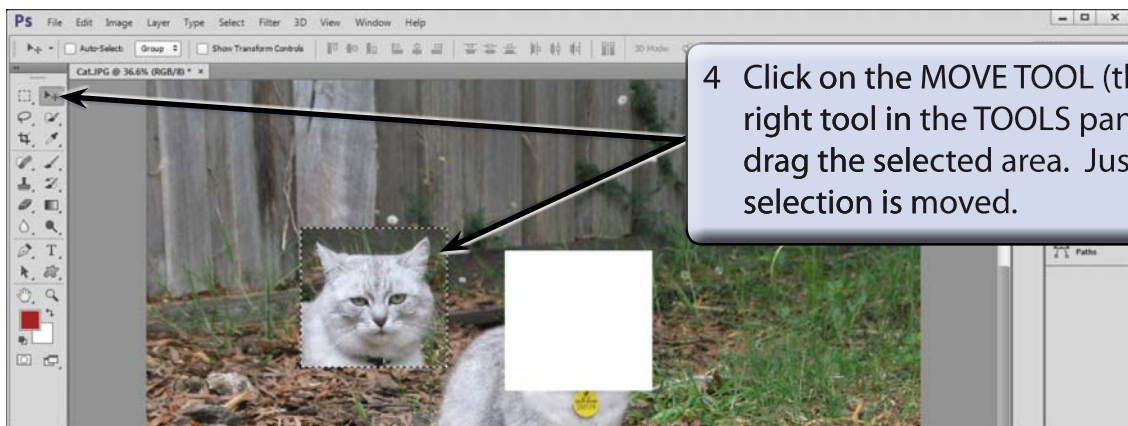 Ps File Edit Image Layer Type Select Filter 3D View Window Help
Auto-Select: Group Show Transform Controls 3D Mode:
Cat.JPG @ 36.6% (RGB/8) * ×
4 Click on the MOVE TOOL (th
right tool in the TOOLS pan
drag the selected area. Jus
selection is moved.
Paths